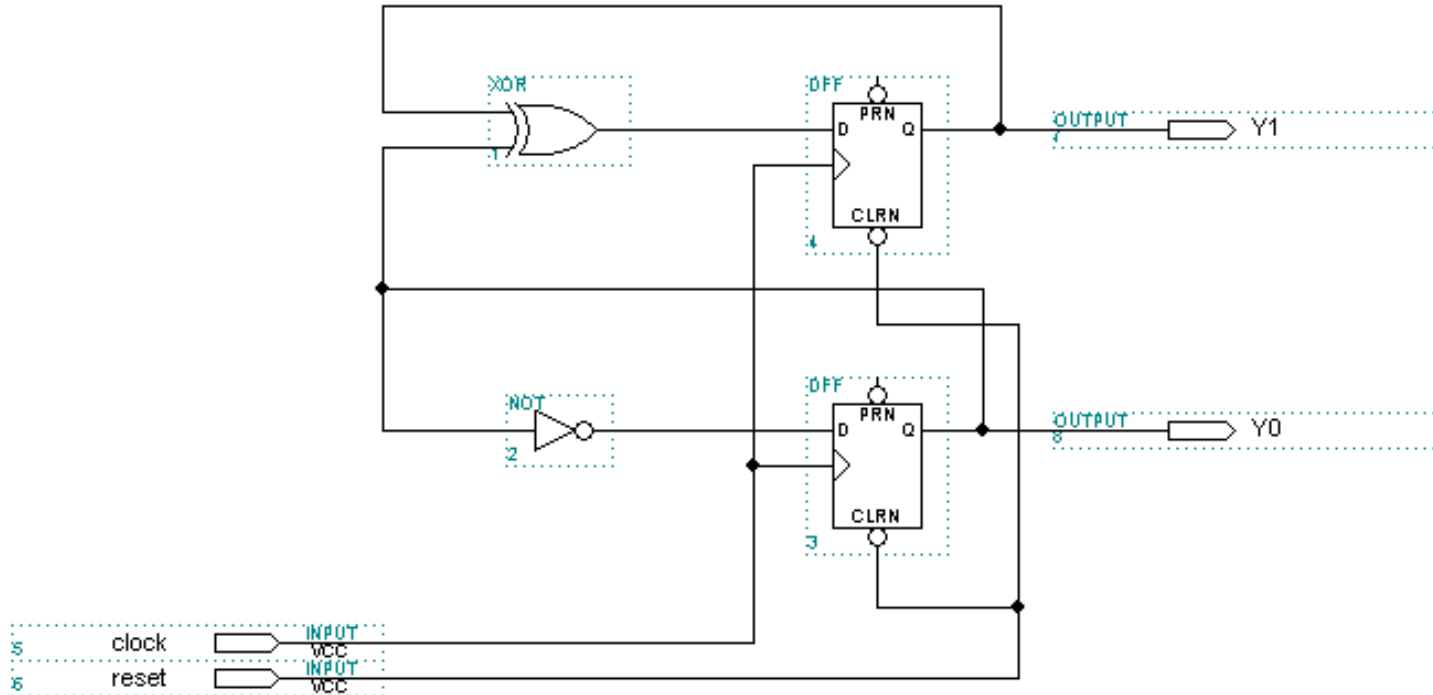 XOR
1
DFF
PRN
D Q
CLRN
4
OUTPUT
Y1
NOT
2
DFF
PRN
D Q
CLRN
3
OUTPUT
8
Y0
5 clock INPUT
VCC
6 reset INPUT
VCC